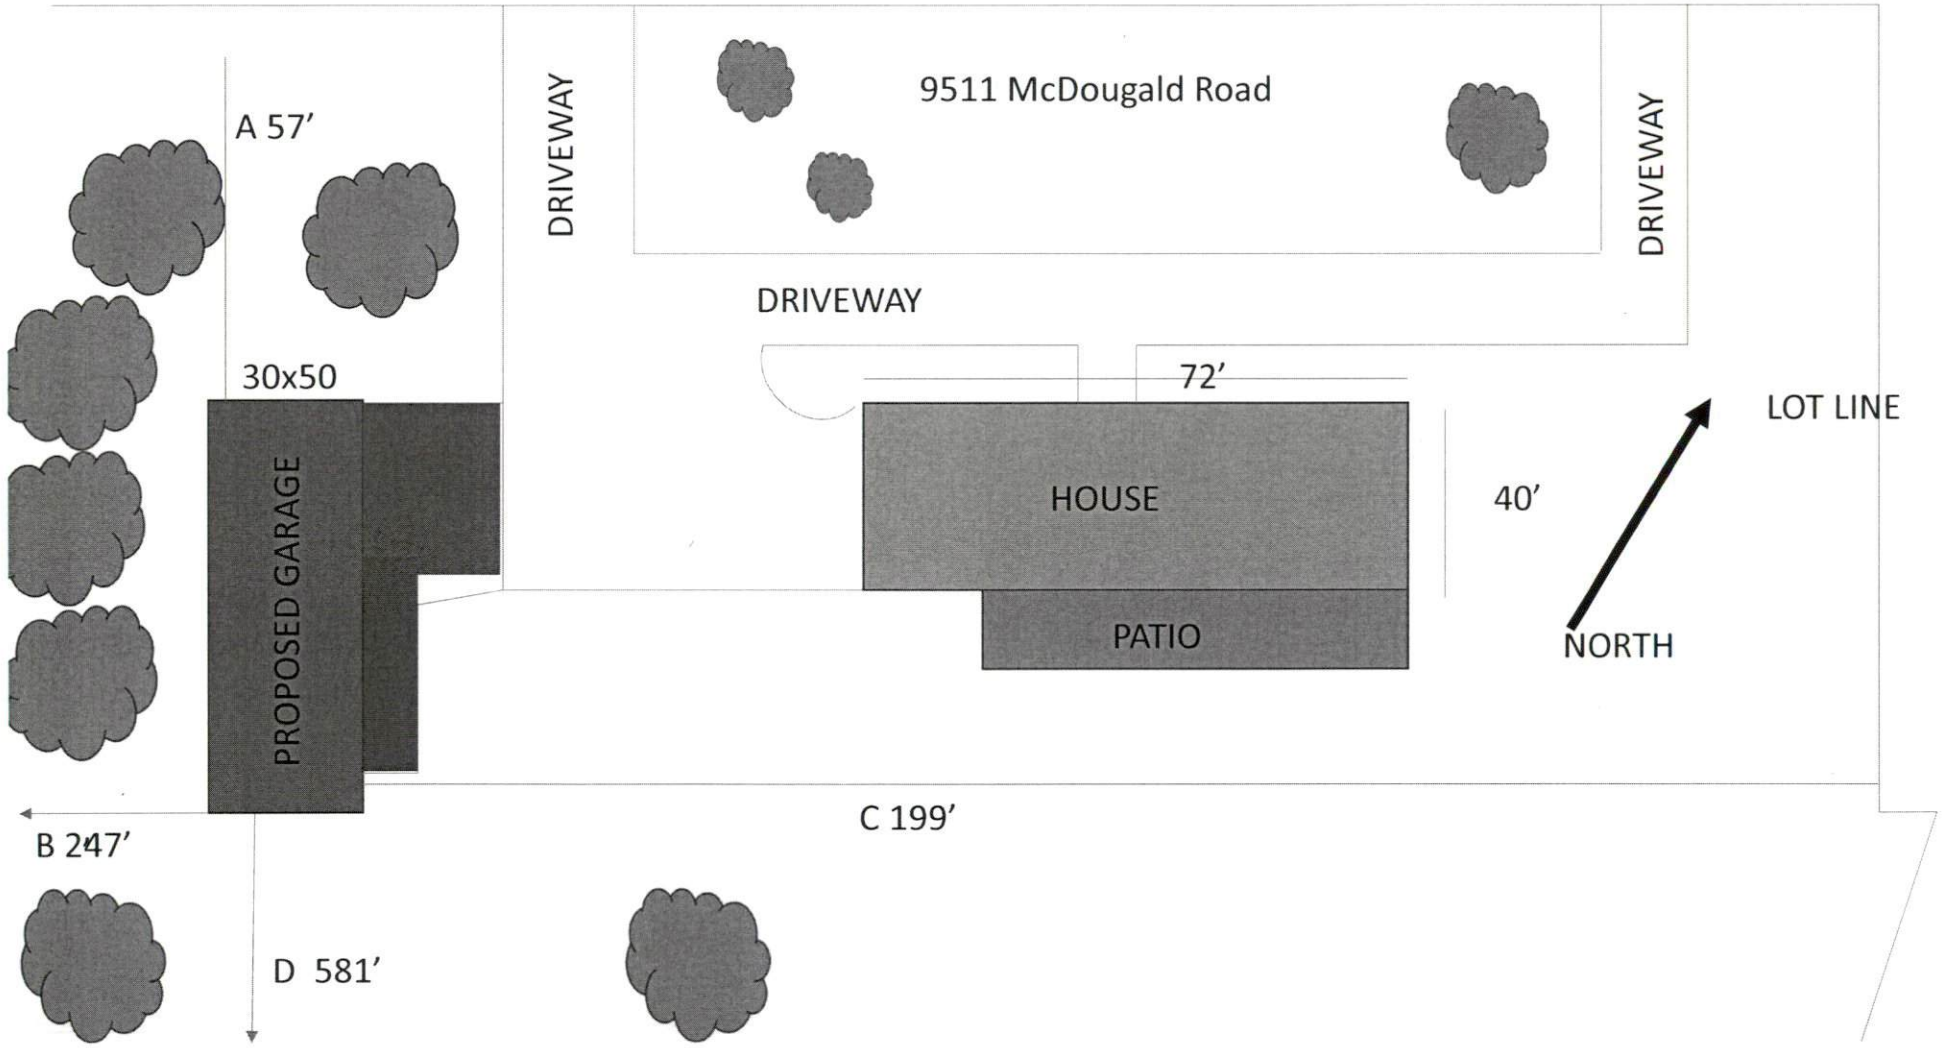 9511 McDougald Road
A 57’
DRIVEWAY
DRIVEWAY
DRIVEWAY
30x50
72’
LOT LINE
PROPOSED GARAGE
HOUSE
40’
PATIO
NORTH
C 199’
B 247’
D 581’